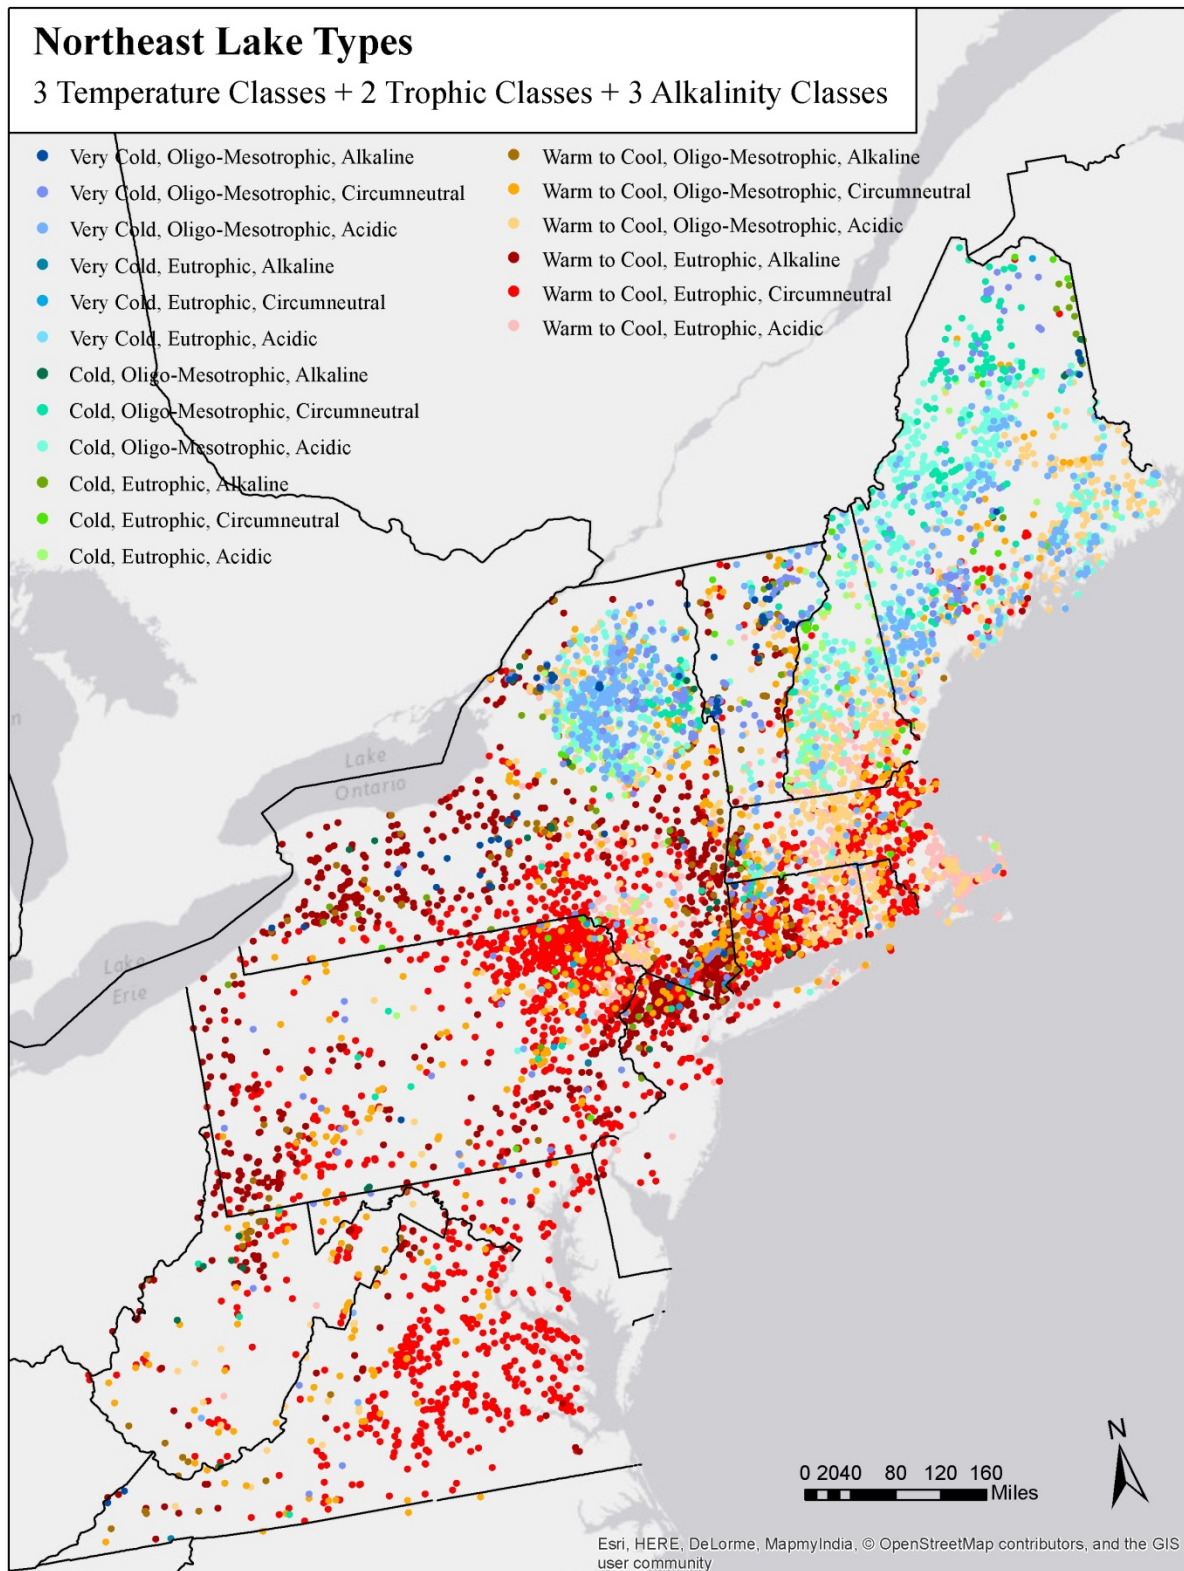 Northeast Lake Types
3 Temperature Classes + 2 Trophic Classes + 3 Alkalinity Classes
Very Cold, Oligo-Mesotrophic, Alkaline
Very Cold, Oligo-Mesotrophic, Circumneutral
Very Cold, Oligo-Mesotrophic, Acidic
Very Cold, Eutrophic, Alkaline
Very Cold, Eutrophic, Circumneutral
Very Cold, Eutrophic, Acidic
Cold, Oligo-Mesotrophic, Alkaline
Cold, Oligo-Mesotrophic, Circumneutral
Cold, Oligo-Mesotrophic, Acidic
Cold, Eutrophic, Alkaline
Cold, Eutrophic, Circumneutral
Cold, Eutrophic, Acidic
Warm to Cool, Oligo-Mesotrophic, Alkaline
Warm to Cool, Oligo-Mesotrophic, Circumneutral
Warm to Cool, Oligo-Mesotrophic, Acidic
Warm to Cool, Eutrophic, Alkaline
Warm to Cool, Eutrophic, Circumneutral
Warm to Cool, Eutrophic, Acidic
Lake
Ontario
Lake
Erie
N
0 20 40 80 120 160
Miles
Esri, HERE, DeLorme, MapmyIndia, © OpenStreetMap contributors, and the GIS
user community